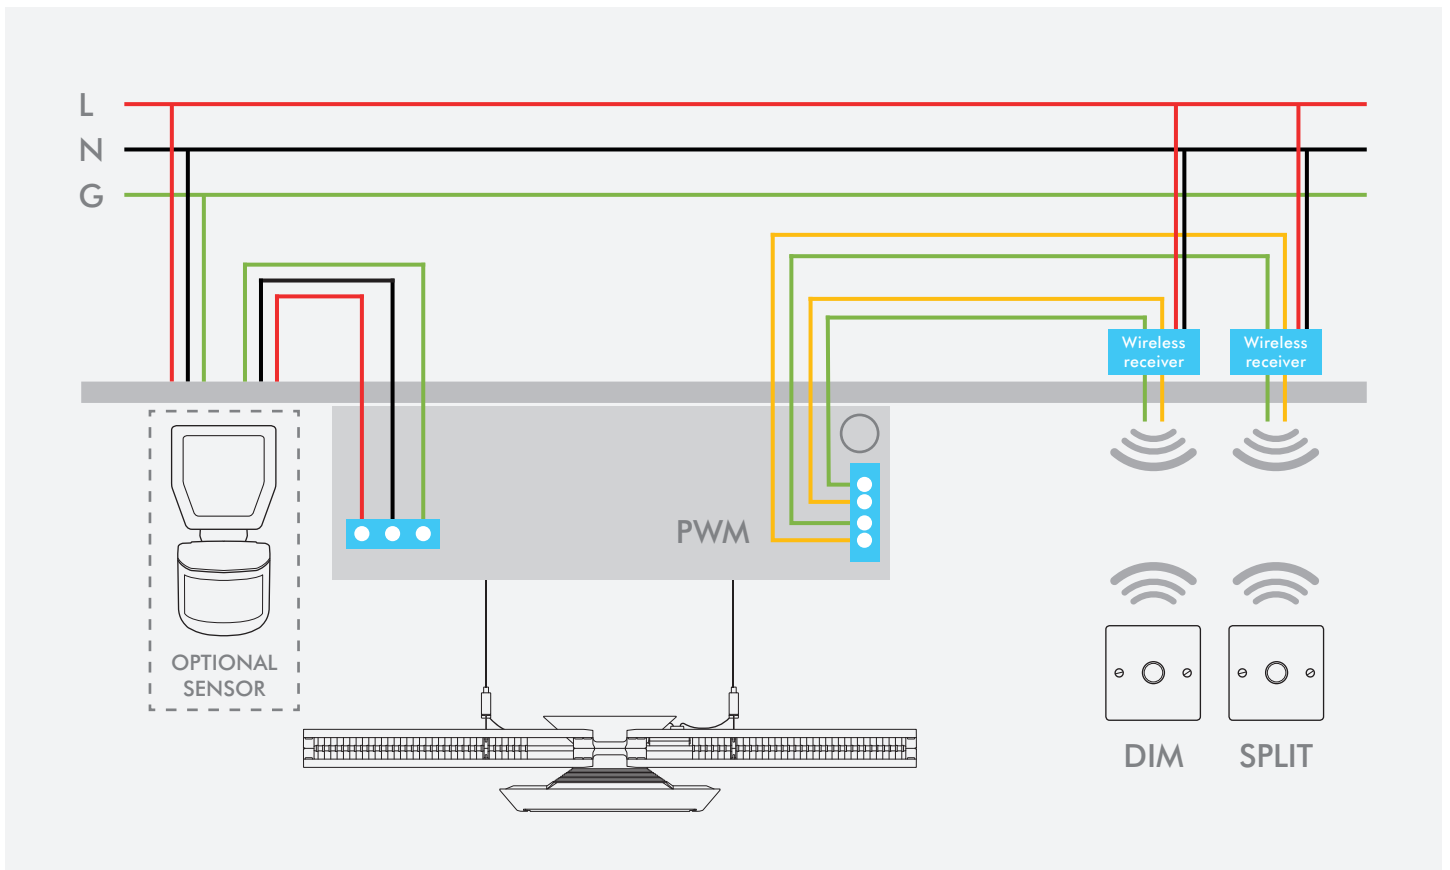 L
N
G
Wireless
receiver
Wireless
receiver
PWM
OPTIONAL
SENSOR
DIM
SPLIT